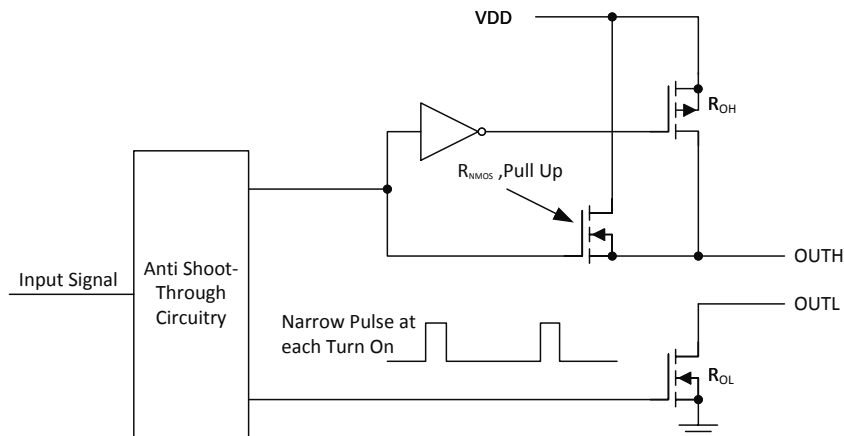 VDD
R_OH
R_NMOS ,Pull Up
Anti Shoot-
Through
Circuitry
Input Signal
OUTH
OUTL
Narrow Pulse at
each Turn On
R_OL